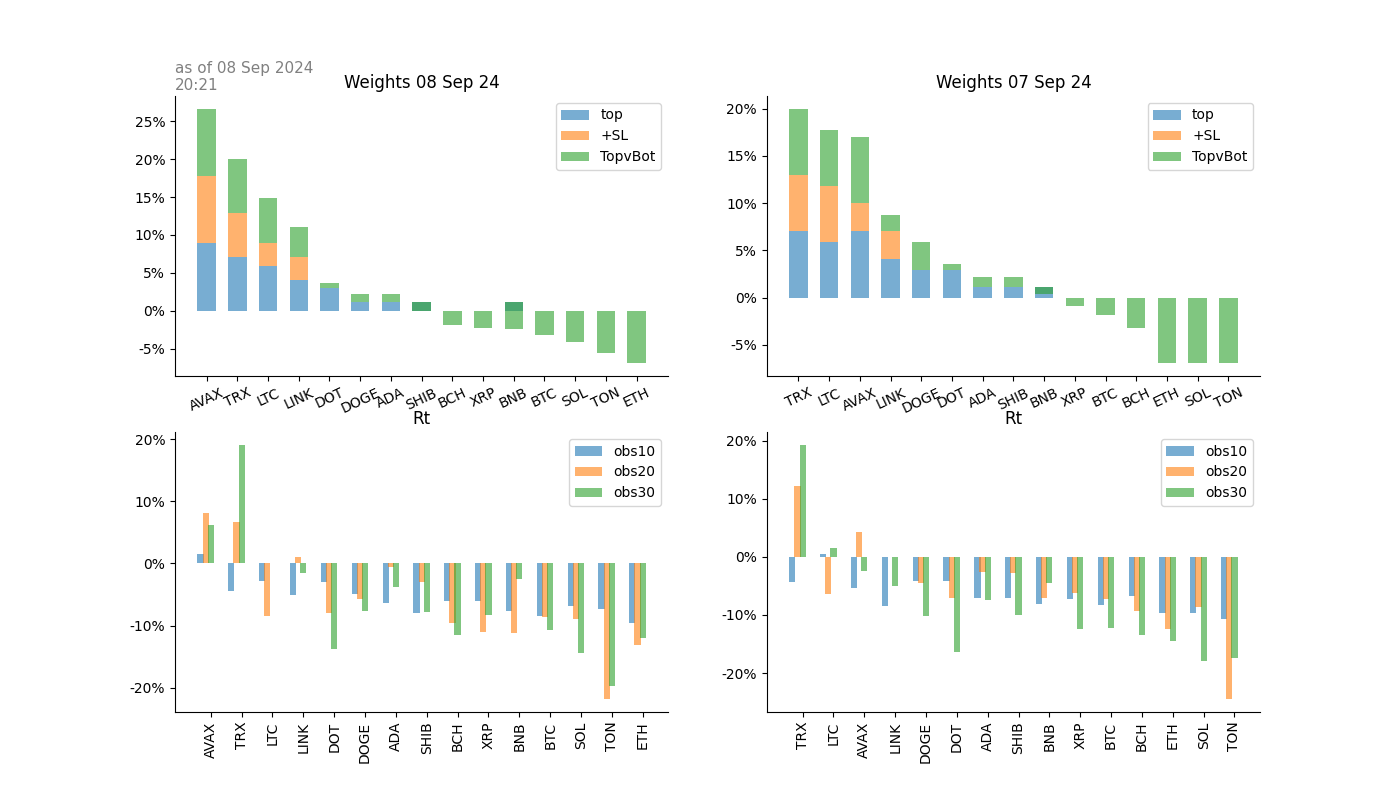 as of 08 Sep 2024
20:21
Weights 08 Sep 24
25%
20%
15%
10%
5%
0%
-5%
top
+SL
TopvBot
AVAX TRX LTC LINK DOT DOGE ADA SHIB BCH XRP BNB BTC SOL TON ETH
Weights 07 Sep 24
20%
15%
10%
5%
0%
-5%
top
+SL
TopvBot
TRX LTC AVAX LINK DOGE DOT ADA SHIB BNB XRP BTC BCH ETH SOL TON
Rt
20%
10%
0%
-10%
-20%
obs10
obs20
obs30
AVAX TRX LTC LINK DOT DOGE ADA SHIB BCH XRP BNB BTC SOL TON ETH
Rt
20%
10%
0%
-10%
-20%
obs10
obs20
obs30
TRX LTC AVAX LINK DOGE DOT ADA SHIB BNB XRP BTC BCH ETH SOL TON